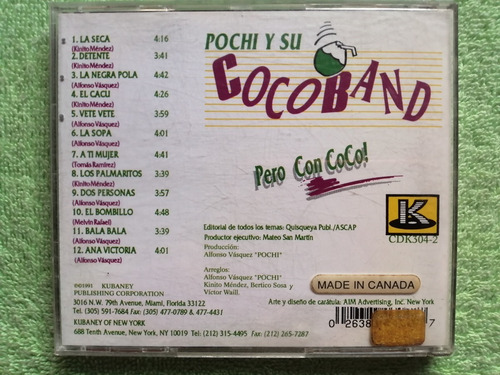 1. LA SECA 4:16
(Kinito Méndez)
2. DETENTE 3:41
(Kinito Méndez)
3. LA NEGRA POLA 4:41
(Alfonso Vásquez)
4. EL CACU 4:26
(Kinito Méndez)
5. VETE VETE 3:59
(Alfonso Vásquez)
6. LA SOPA 4:01
(Alfonso Vásquez)
7. A TI MUJER 4:41
(Tomás Ramírez)
8. LOS PALMARITOS 3:39
(Kinito Méndez)
9. DOS PERSONAS 3:57
(Alfonso Vásquez)
10. EL BOMBILLO 4:48
(Melvin Rafael)
11. BALA BALA 3:39
(Alfonso Vásquez)
12. ANA VICTORIA 4:01
(Alfonso Vásquez)
POCHI Y SU
COCOBAND
Pero Con CoCo!
K
CDK304-2
Editorial de todos los temas: Quisqueya Publ./ASCAP
Productor ejecutivo: Mateo San Martín
Producción:
Alfonso Vásquez "POCHI"
Arreglos:
Alfonso Vásquez "POCHI"
Kinito Méndez, Bertico Sosa y
Víctor Waill.
MADE IN CANADA
Arte y diseño de carátula: AIM Advertising, Inc. New York
©®1991 KUBANEY
PUBLISHING CORPORATION
3016 N.W. 79th Avenue, Miami, Florida 33122
Tel: (305) 591-7684 Fax: (305) 477-0789 & 477-4431
KUBANEY OF NEW YORK
688 Tenth Avenue, New York, NY 10019 Tel: (212) 315-4495 Fax: (212) 265-7287
0 2638 7